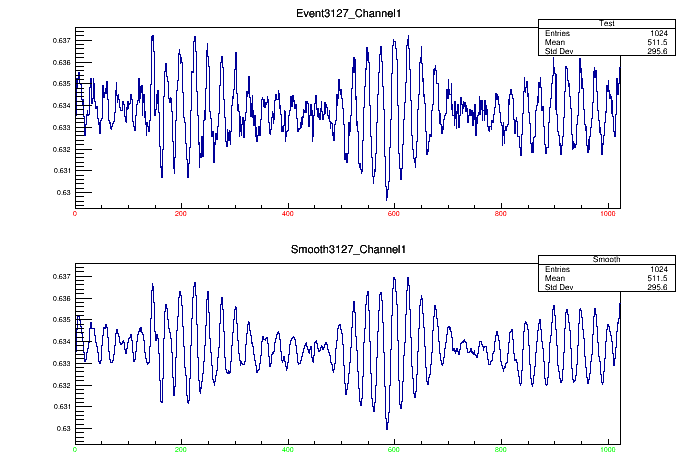 Event3127_Channel1
Test
Entries 1024
Mean 511.5
Std Dev 295.6
0.637
0.636
0.635
0.634
0.633
0.632
0.631
0.63
0 200 400 600 800 1000
Smooth3127_Channel1
Smooth
Entries 1024
Mean 511.5
Std Dev 295.6
0.637
0.636
0.635
0.634
0.633
0.632
0.631
0.63
0 200 400 600 800 1000